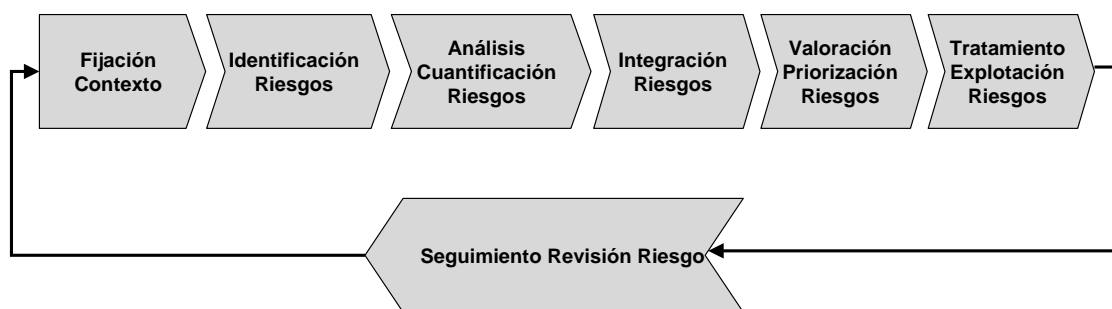 Fijación
Contexto
Identificación
Riesgos
Análisis
Cuantificación
Riesgos
Integración
Riesgos
Valoración
Priorización
Riesgos
Tratamiento
Explotación
Riesgos
Seguimiento Revisión Riesgo